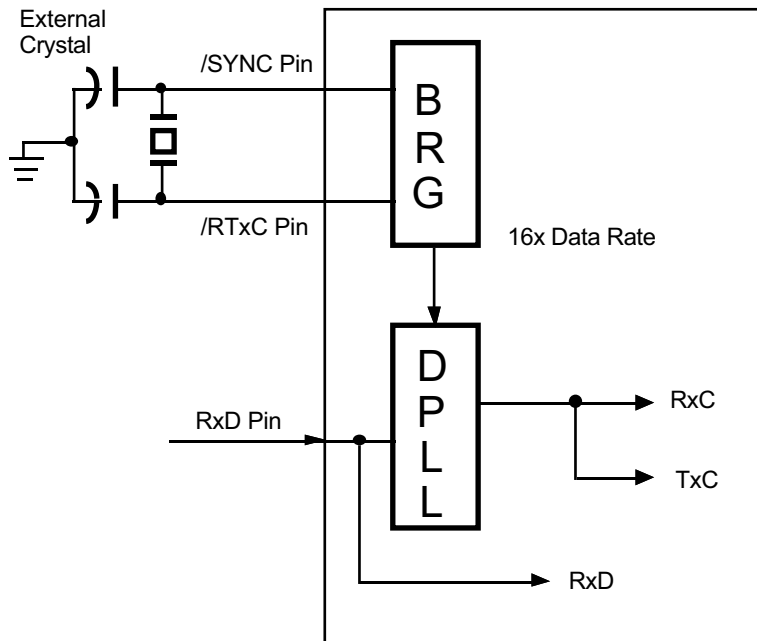 External
Crystal
/SYNC Pin
B
R
G
/RTxC Pin
16x Data Rate
D
P
L
L
RxC
RxD Pin
TxC
RxD